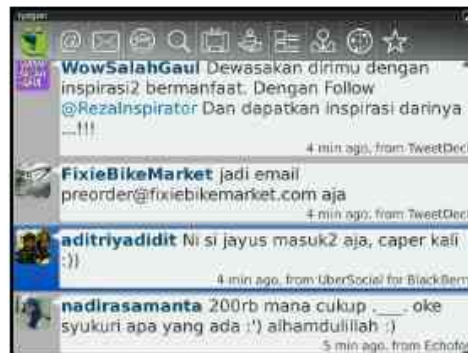 WowSalahGaul Dewasakan dirimu dengan
inspirasi2 bermanfaat. Dengan Follow
@RezaInspirator Dan dapatkan inspirasi darinya
...!!!
4 min ago, from TweetDeck
FixieBikeMarket jadi email
preorder@fixiebikemarket.com aja
4 min ago, from TweetDeck
aditriyadidit Ni si jayus masuk2 aja, caper kali
:))
4 min ago, from UberSocial for BlackBerr
nadirasamanta 200rb mana cukup .___. oke
syukuri apa yang ada :') alhamdulillah :)
5 min ago, from Echofo